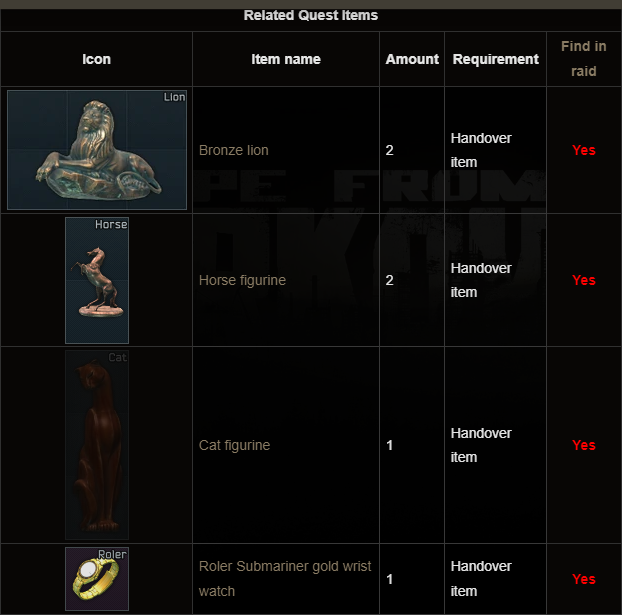 Related Quest Items
Icon Item name Amount Requirement Find in
raid
Lion
Bronze lion 2 Handover
item Yes
PE FROM
Horse
Horse figurine 2 Handover
item Yes
Cat
Cat figurine 1 Handover
item Yes
Roler
Roler Submariner gold wrist
watch 1 Handover
item Yes